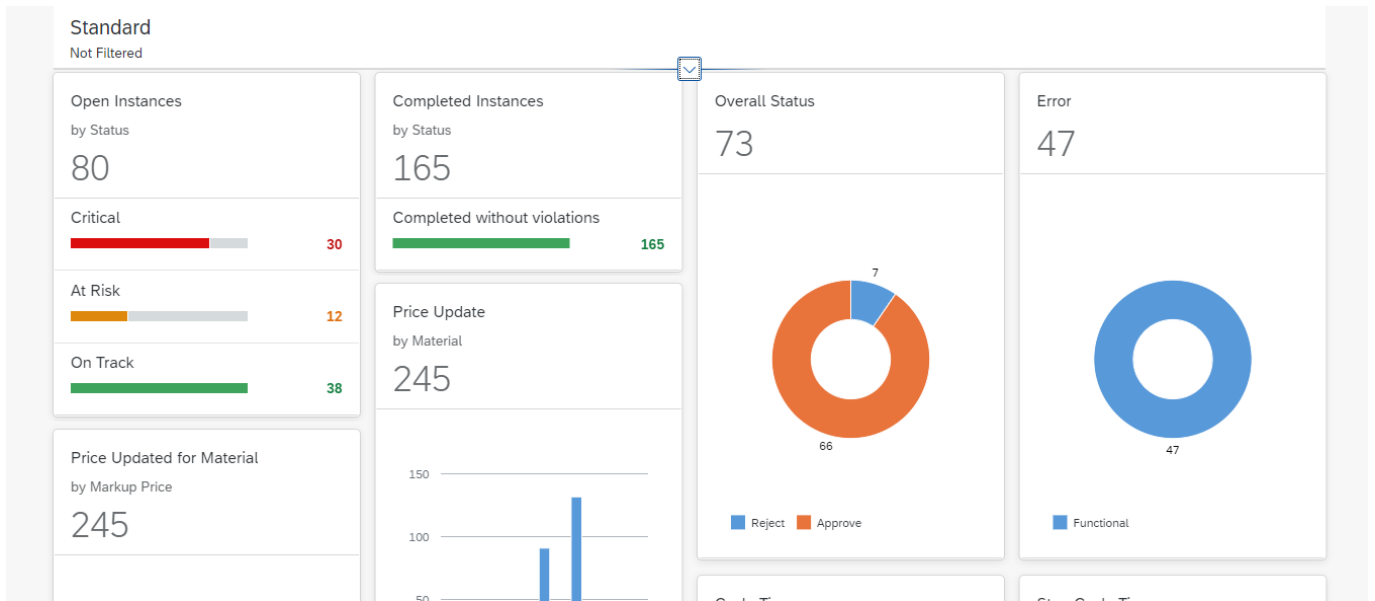 Standard
Not Filtered
Open Instances
by Status
80
Critical
30
At Risk
12
On Track
38
Price Updated for Material
by Markup Price
245
Completed Instances
by Status
165
Completed without violations
165
Price Update
by Material
245
150
100
50
Overall Status
73
7
66
Reject Approve
Error
47
47
Functional